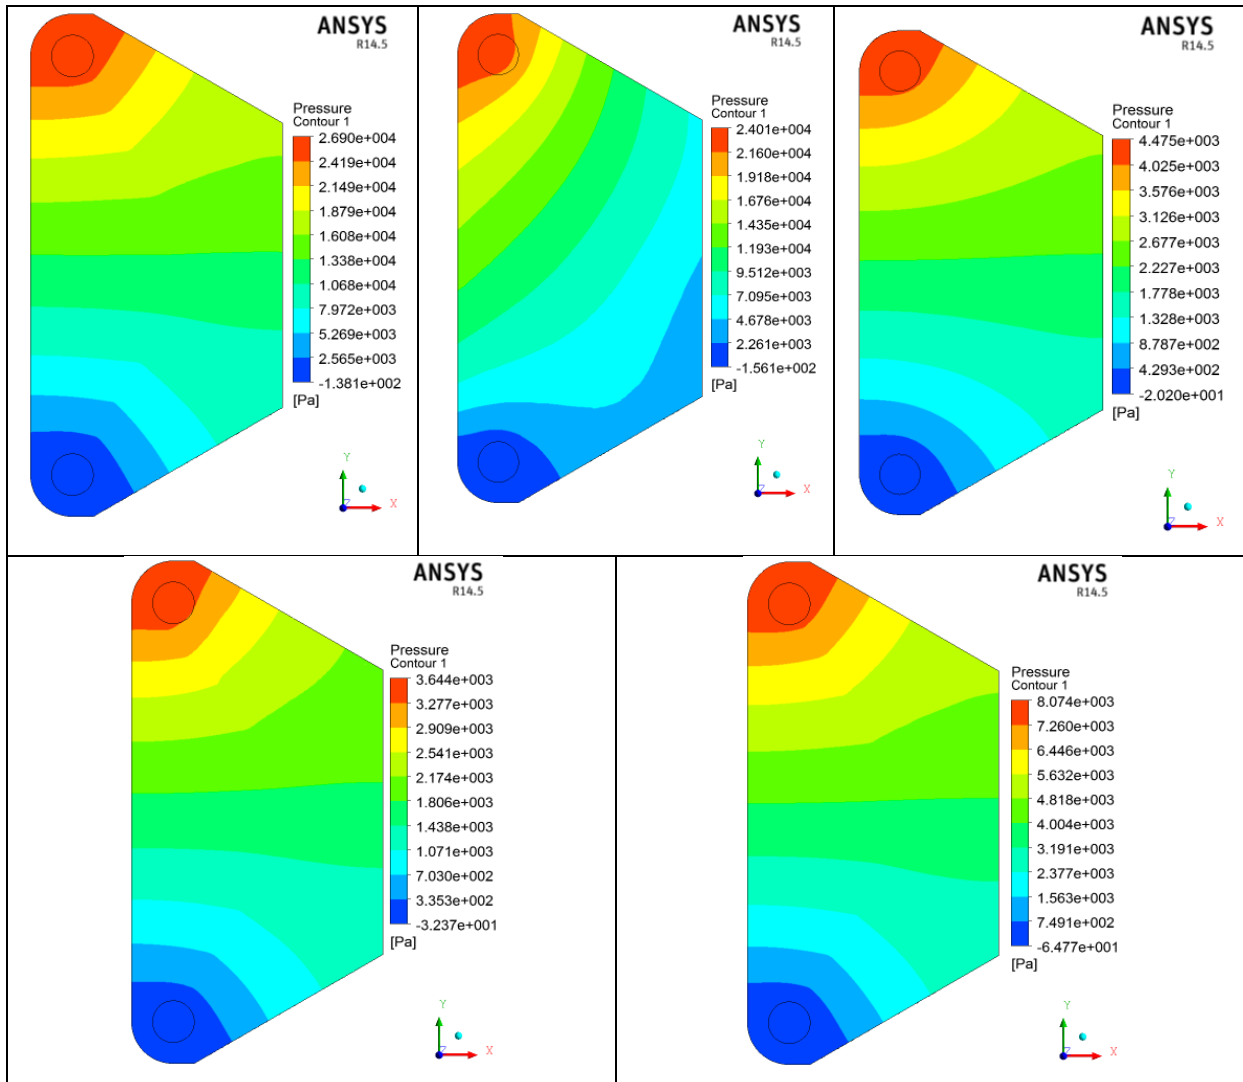 ANSYS
R14.5
Pressure
Contour 1
2.690e+004
2.419e+004
2.149e+004
1.879e+004
1.608e+004
1.338e+004
1.068e+004
7.972e+003
5.269e+003
2.565e+003
-1.381e+002
[Pa]
Y
Z
X
ANSYS
R14.5
Pressure
Contour 1
2.401e+004
2.160e+004
1.918e+004
1.676e+004
1.435e+004
1.193e+004
9.512e+003
7.095e+003
4.678e+003
2.261e+003
-1.561e+002
[Pa]
Y
Z
X
ANSYS
R14.5
Pressure
Contour 1
4.475e+003
4.025e+003
3.576e+003
3.126e+003
2.677e+003
2.227e+003
1.778e+003
1.328e+003
8.787e+002
4.293e+002
-2.020e+001
[Pa]
Y
Z
X
ANSYS
R14.5
Pressure
Contour 1
3.644e+003
3.277e+003
2.909e+003
2.541e+003
2.174e+003
1.806e+003
1.438e+003
1.071e+003
7.030e+002
3.353e+002
-3.237e+001
[Pa]
Y
Z
X
ANSYS
R14.5
Pressure
Contour 1
8.074e+003
7.260e+003
6.446e+003
5.632e+003
4.818e+003
4.004e+003
3.191e+003
2.377e+003
1.563e+003
7.491e+002
-6.477e+001
[Pa]
Y
Z
X